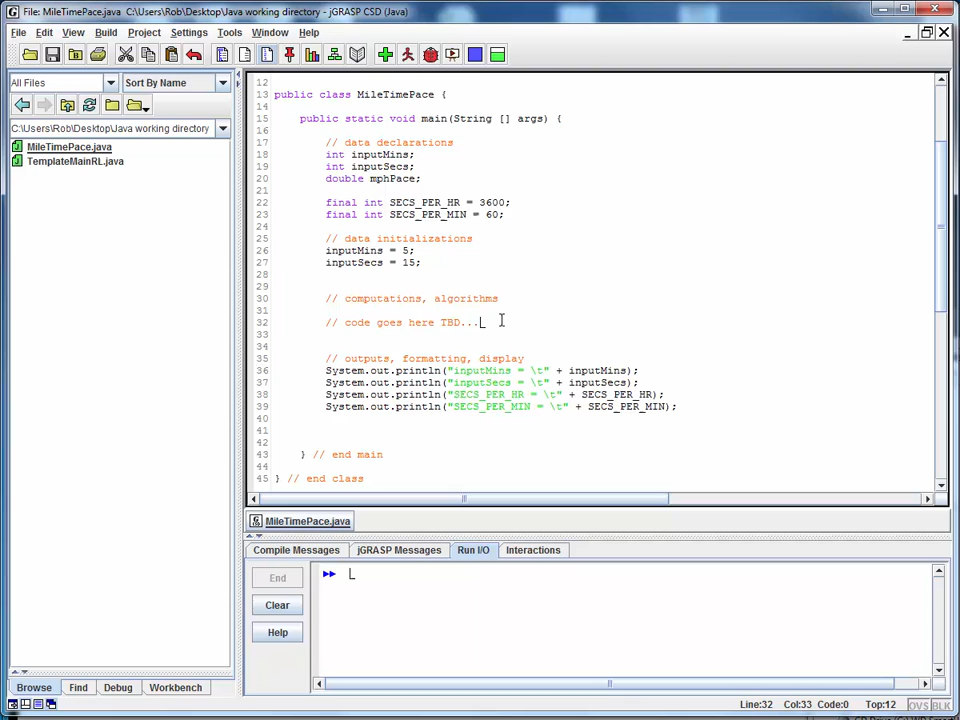 File: MileTimePace.java C:\Users\Rob\Desktop\Java working directory - jGRASP CSD (Java)
File Edit View Build Project Settings Tools Window Help
All Files Sort By Name
C:\Users\Rob\Desktop\Java working directory
MileTimePace.java
TemplateMainRL.java
12
13 public class MileTimePace {
14
15 public static void main(String [] args) {
16
17 // data declarations
18 int inputMins;
19 int inputSecs;
20 double mphPace;
21
22 final int SECS_PER_HR = 3600;
23 final int SECS_PER_MIN = 60;
24
25 // data initializations
26 inputMins = 5;
27 inputSecs = 15;
28
29
30 // computations, algorithms
31
32 // code goes here TBD...
33
34
35 // outputs, formatting, display
36 System.out.println("inputMins = \t" + inputMins);
37 System.out.println("inputSecs = \t" + inputSecs);
38 System.out.println("SECS_PER_HR = \t" + SECS_PER_HR);
39 System.out.println("SECS_PER_MIN = \t" + SECS_PER_MIN);
40
41
42
43 } // end main
44
45 } // end class
MileTimePace.java
Compile Messages jGRASP Messages Run I/O Interactions
End
Clear
Help
Browse Find Debug Workbench
Line:32 Col:33 Code:0 Top:12 OVS BLK